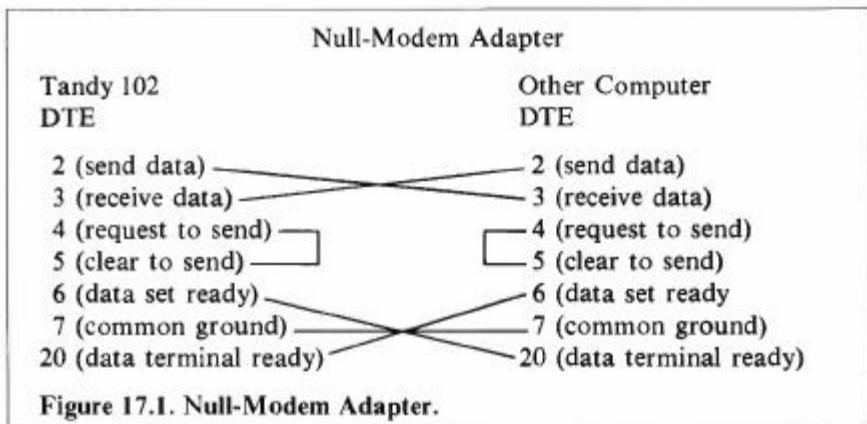 Null-Modem Adapter
Tandy 102 Other Computer
DTE DTE
2 (send data) 2 (send data)
3 (receive data) 3 (receive data)
4 (request to send) 4 (request to send)
5 (clear to send) 5 (clear to send)
6 (data set ready) 6 (data set ready
7 (common ground) 7 (common ground)
20 (data terminal ready) 20 (data terminal ready)
Figure 17.1. Null-Modem Adapter.